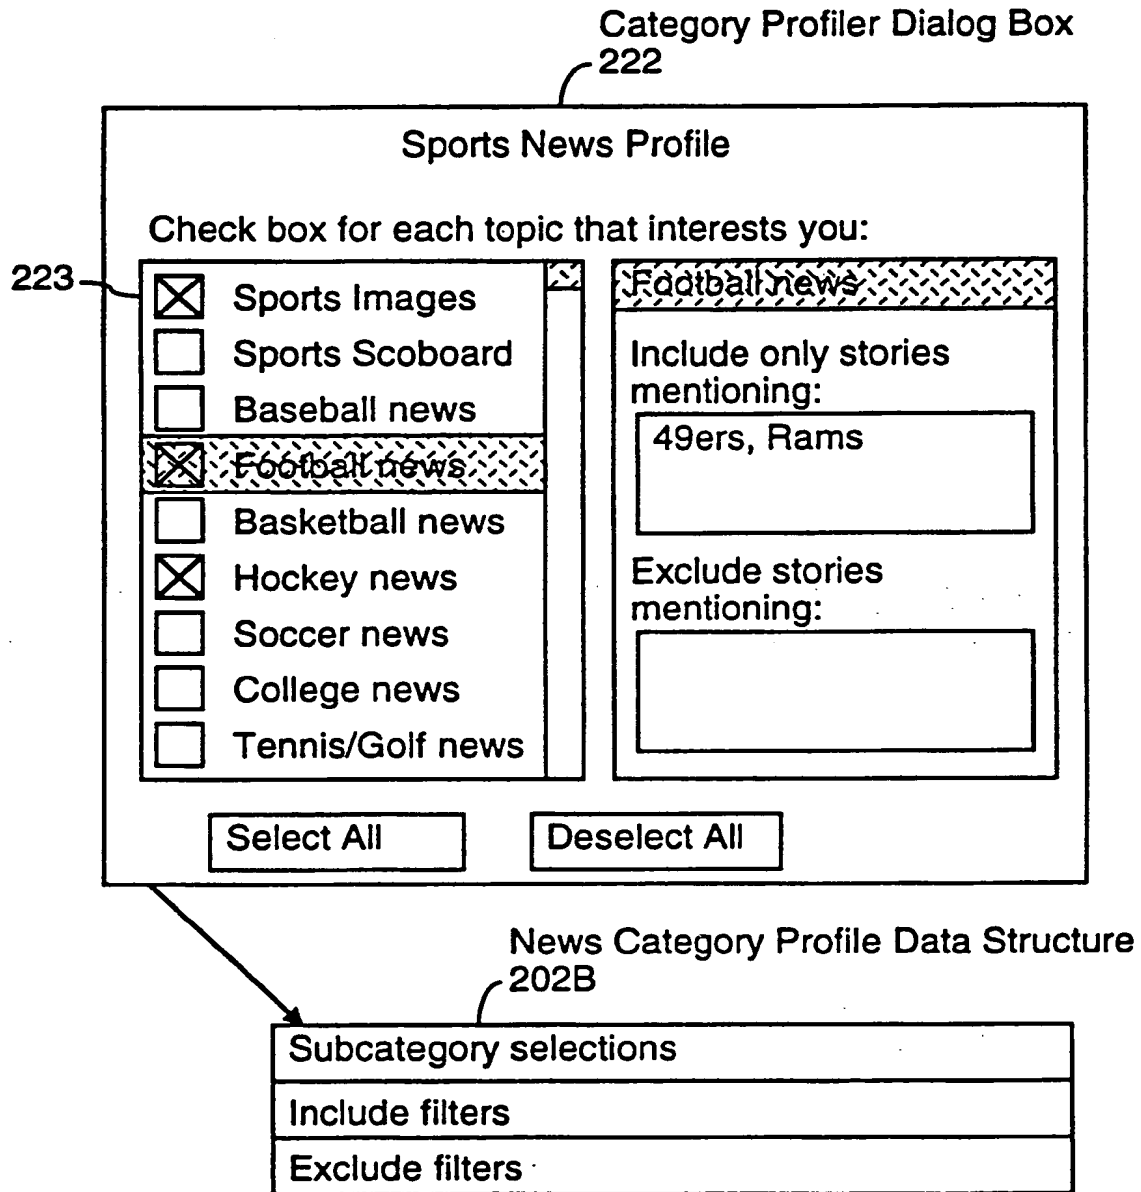 Category Profiler Dialog Box
222
Sports News Profile
Check box for each topic that interests you:
223
Sports Images
Sports Scoboard
Baseball news
Football news
Basketball news
Hockey news
Soccer news
College news
Tennis/Golf news
Football news
Include only stories
mentioning:
49ers, Rams
Exclude stories
mentioning:
Select All
Deselect All
News Category Profile Data Structure
202B
Subcategory selections
Include filters
Exclude filters